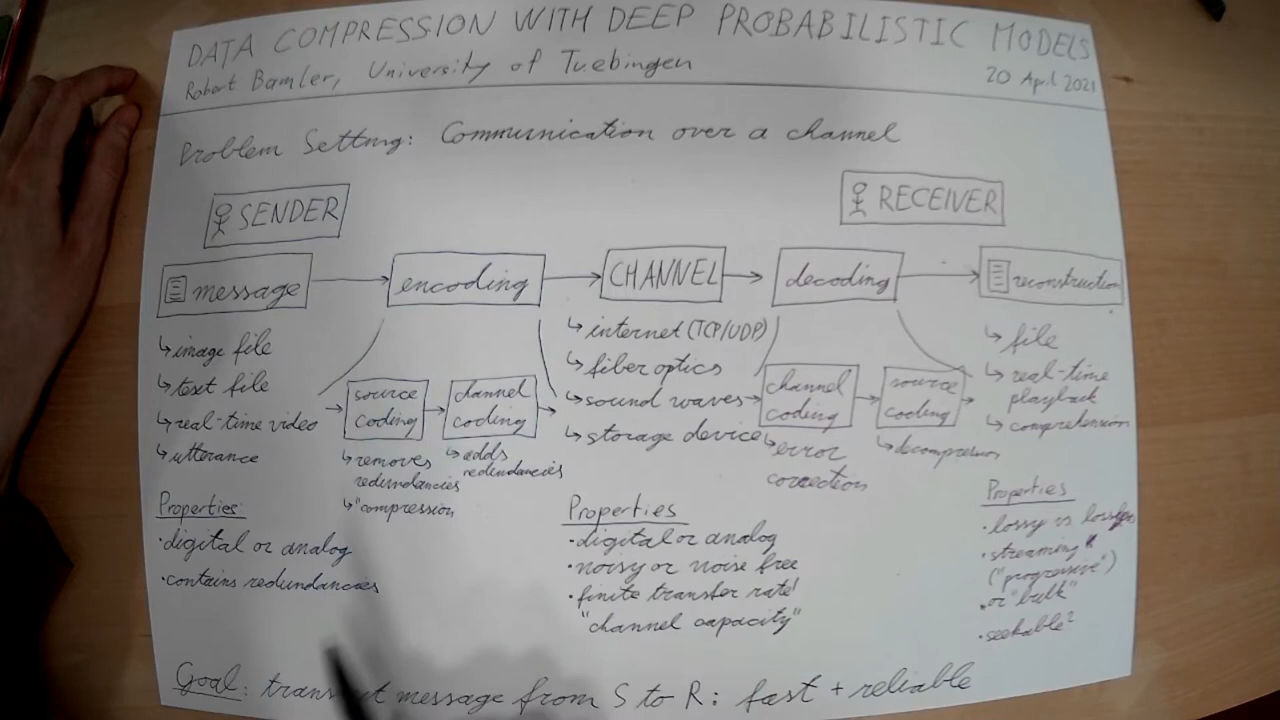 DATA COMPRESSION WITH DEEP PROBABILISTIC MODELS
Robert Bamler, University of Tuebingen
20 April 2021
Problem Setting: Communication over a channel
SENDER
RECEIVER
message
encoding
CHANNEL
decoding
reconstruction
↳ image file
↳ text file
↳ real-time video
↳ utterance
source
coding
channel
coding
↳ removes
redundancies
↳ "compression
↳ adds
redundancies
↳ internet (TCP/UDP)
↳ fiber optics
↳ sound waves
↳ storage device
channel
coding
source
coding
↳ error
correction
↳ decompression
↳ file
↳ real-time
playback
↳ comprehension
Properties
· digital or analog
· contains redundancies
Properties
· digital or analog
· noisy or noise free
· finite transfer rate
"channel capacity"
Properties
· lossy vs lossless
· streaming"
("progressive")
or "bulk"
· seekable?
Goal: message from S to R: fast + reliable